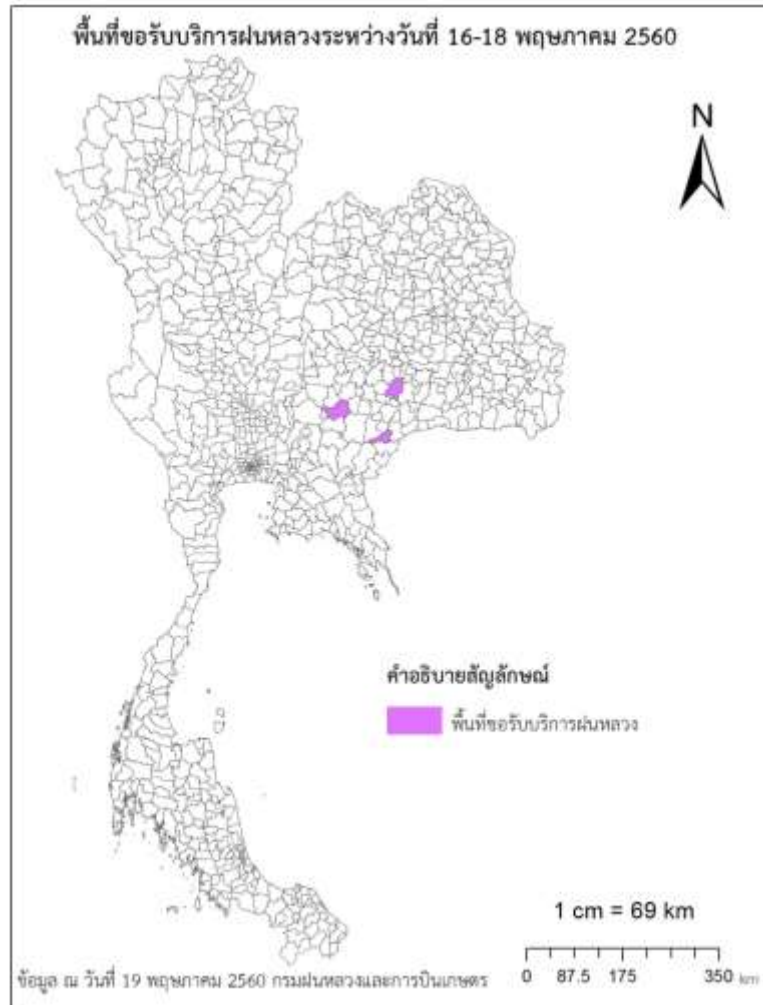 พื้นที่ขอรับบริการฝนหลวงระหว่างวันที่ 16-18 พฤษภาคม 2560
N
คำอธิบายสัญลักษณ์
พื้นที่ขอรับบริการฝนหลวง
1 cm = 69 km
0 87.5 175 350 km
ข้อมูล ณ วันที่ 19 พฤษภาคม 2560 กรมฝนหลวงและการบินเกษตร